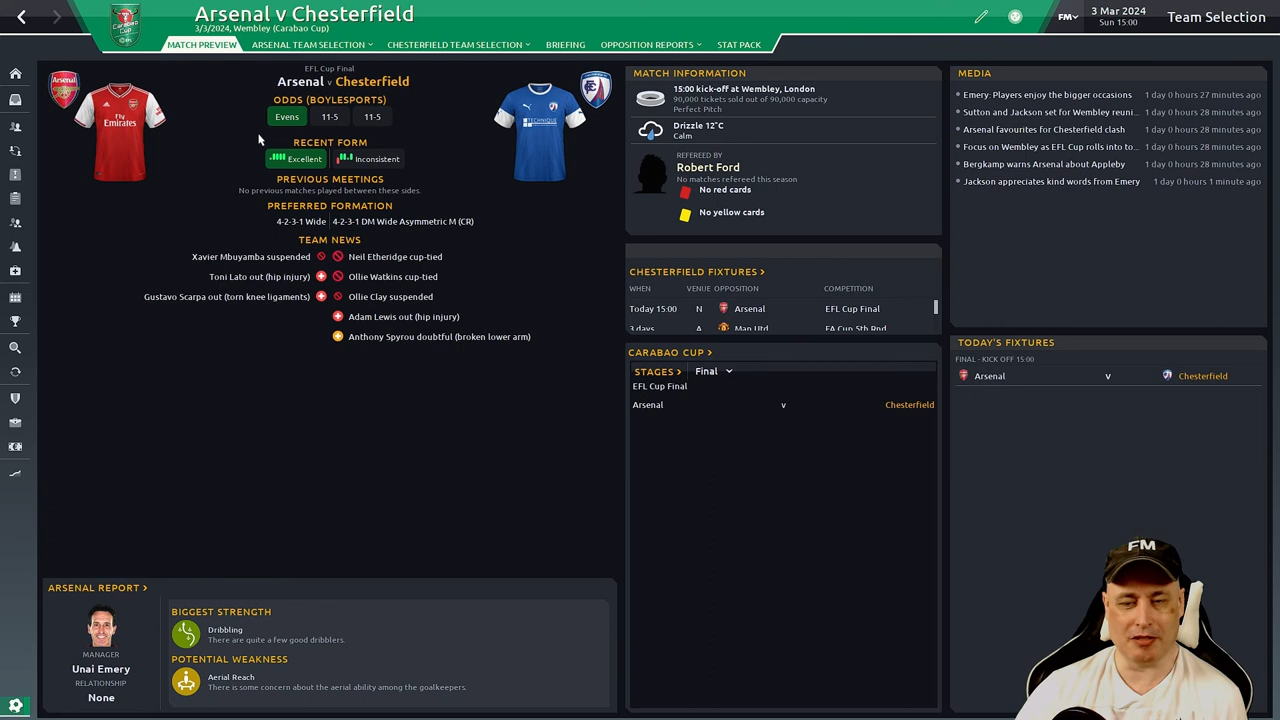 Arsenal v Chesterfield
3/3/2024, Wembley (Carabao Cup)
Carabao Cup
EFL
FM
3 Mar 2024
Sun 15:00
Team Selection
MATCH PREVIEW
ARSENAL TEAM SELECTION
CHESTERFIELD TEAM SELECTION
BRIEFING
OPPOSITION REPORTS
STAT PACK
EFL Cup Final
Arsenal v Chesterfield
ODDS (BOYLESPORTS)
Evens 11-5 11-5
RECENT FORM
Excellent Inconsistent
PREVIOUS MEETINGS
No previous matches played between these sides.
PREFERRED FORMATION
4-2-3-1 Wide 4-2-3-1 DM Wide Asymmetric M (CR)
TEAM NEWS
Xavier Mbuyamba suspended Neil Etheridge cup-tied
Toni Lato out (hip injury) Ollie Watkins cup-tied
Gustavo Scarpa out (torn knee ligaments) Ollie Clay suspended
Adam Lewis out (hip injury)
Anthony Spyrou doubtful (broken lower arm)
Arsenal
Fly
Emirates
TECHNIQUE
ARSENAL REPORT
MANAGER
Unai Emery
RELATIONSHIP
None
BIGGEST STRENGTH
Dribbling
There are quite a few good dribblers.
POTENTIAL WEAKNESS
Aerial Reach
There is some concern about the aerial ability among the goalkeepers.
MATCH INFORMATION
15:00 kick-off at Wembley, London
90,000 tickets sold out of 90,000 capacity
Perfect Pitch
Drizzle 12°C
Calm
REFEREED BY
Robert Ford
No matches refereed this season
No red cards
No yellow cards
CHESTERFIELD FIXTURES
WHEN VENUE OPPOSITION COMPETITION
Today 15:00 N Arsenal EFL Cup Final
3 days A Man Utd FA Cup 5th Rnd
CARABAO CUP
STAGES Final
EFL Cup Final
Arsenal v Chesterfield
MEDIA
Emery: Players enjoy the bigger occasions 1 day 0 hours 27 minutes ago
Sutton and Jackson set for Wembley reuni... 1 day 0 hours 28 minutes ago
Arsenal favourites for Chesterfield clash 1 day 0 hours 28 minutes ago
Focus on Wembley as EFL Cup rolls into to... 1 day 0 hours 28 minutes ago
Bergkamp warns Arsenal about Appleby 1 day 0 hours 28 minutes ago
Jackson appreciates kind words from Emery 1 day 0 hours 1 minute ago
TODAY'S FIXTURES
FINAL - KICK OFF 15:00
Arsenal v Chesterfield
FM